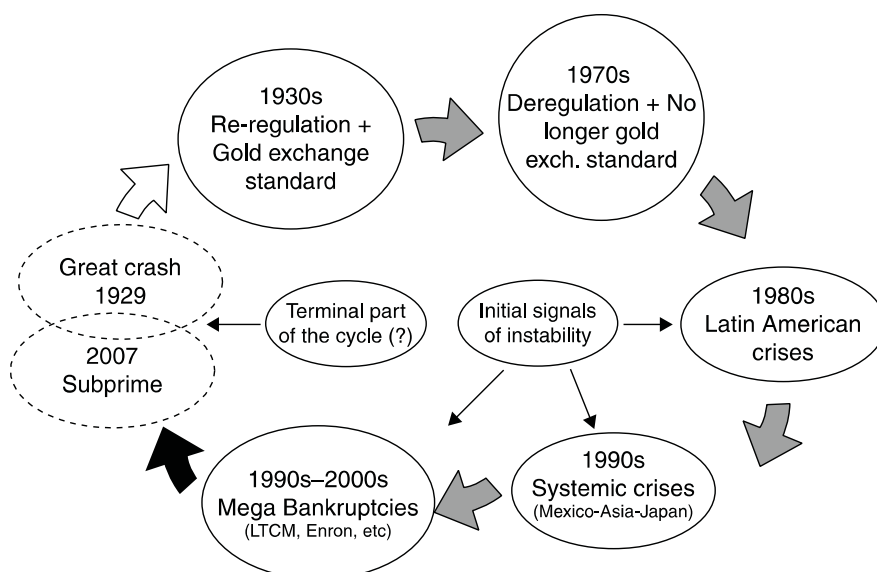 1930s
Re-regulation +
Gold exchange
standard
1970s
Deregulation + No
longer gold
exch. standard
Great crash
1929
2007
Subprime
Terminal part
of the cycle (?)
Initial signals
of instability
1980s
Latin American
crises
1990s–2000s
Mega Bankruptcies
(LTCM, Enron, etc)
1990s
Systemic crises
(Mexico-Asia-Japan)